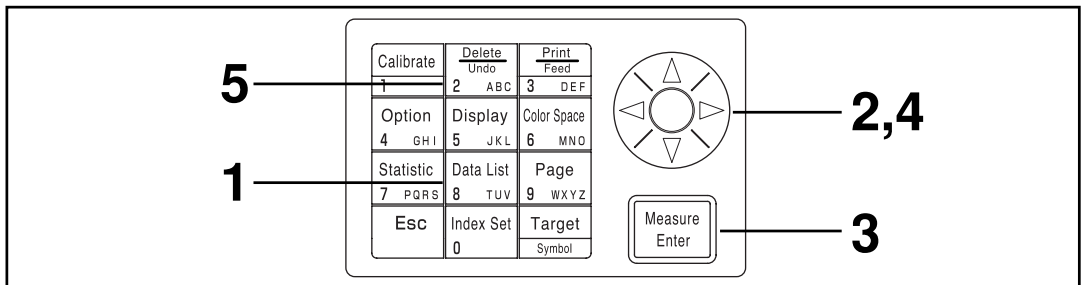 Calibrate
1
Delete
Undo
2 ABC
Print
Feed
3 DEF
Option
4 GHI
Display
5 JKL
Color Space
6 MNO
Statistic
7 PQRS
Data List
8 TUV
Page
9 WXYZ
Esc
Index Set
0
Target
Symbol
Measure
Enter
5
1
2,4
3